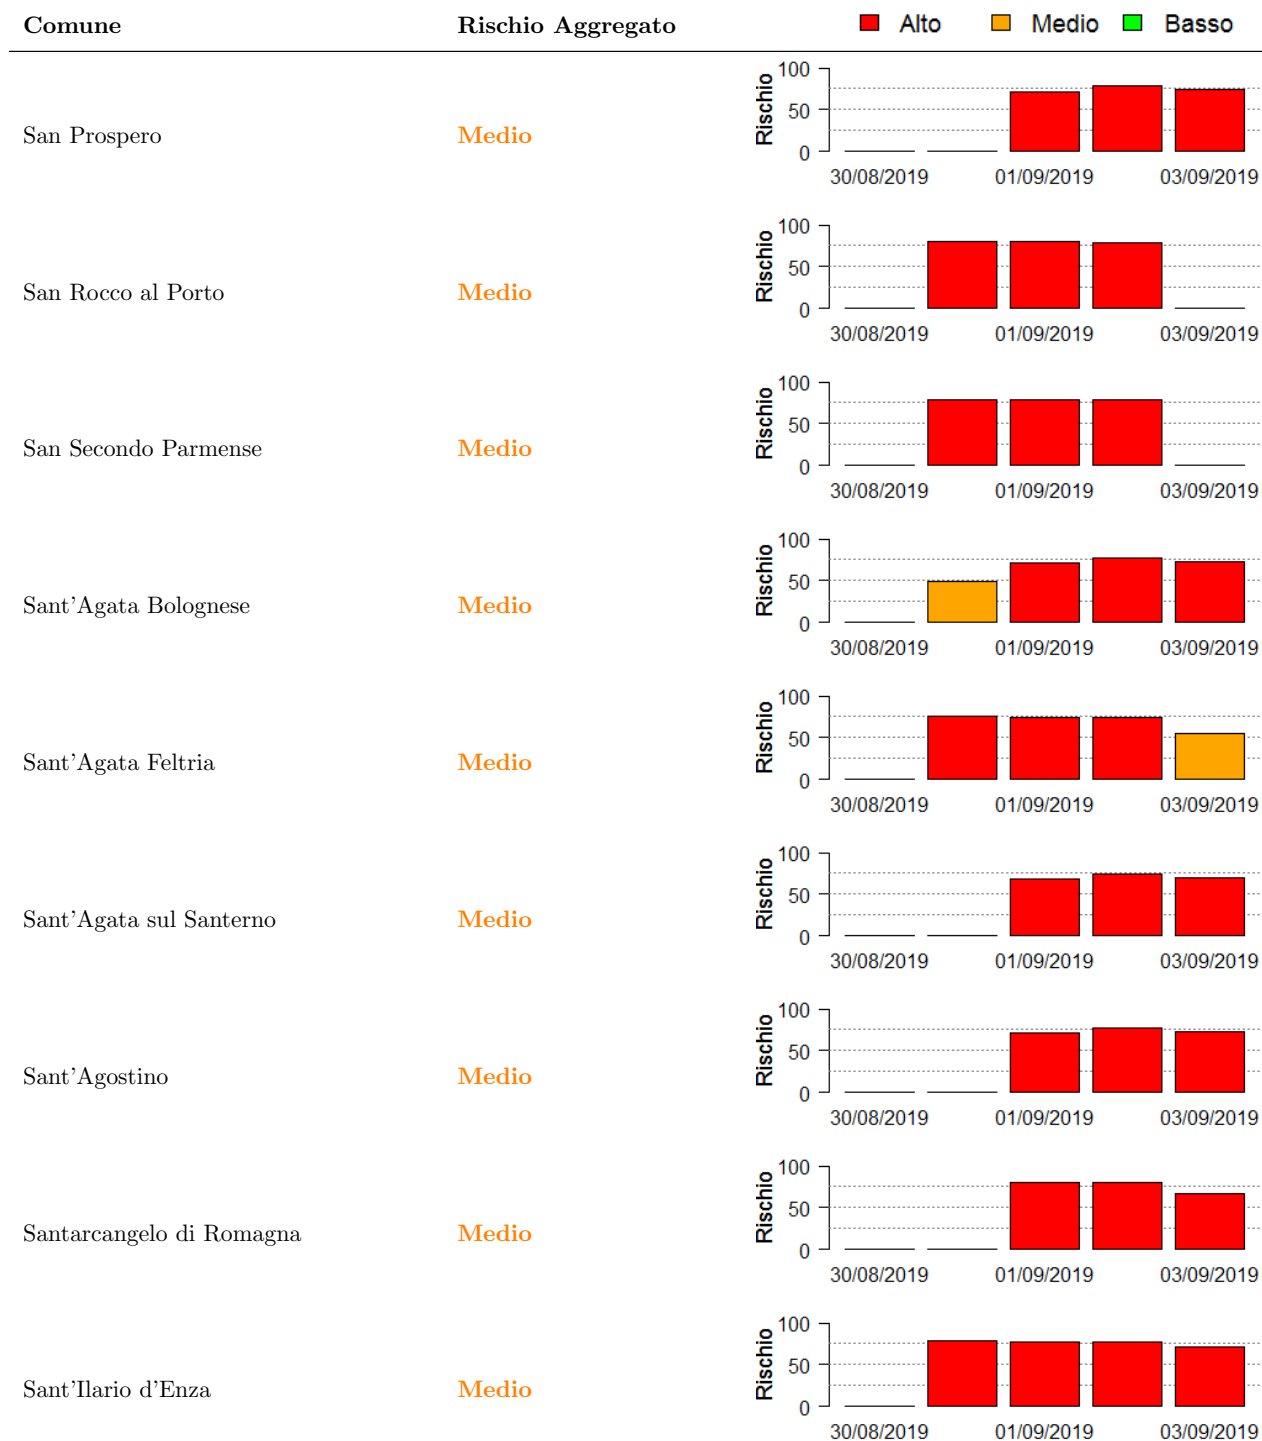 Comune Rischio Aggregato Alto Medio Basso
San Prospero Medio
Rischio
100
50
0
30/08/2019 01/09/2019 03/09/2019
San Rocco al Porto Medio
Rischio
100
50
0
30/08/2019 01/09/2019 03/09/2019
San Secondo Parmense Medio
Rischio
100
50
0
30/08/2019 01/09/2019 03/09/2019
Sant'Agata Bolognese Medio
Rischio
100
50
0
30/08/2019 01/09/2019 03/09/2019
Sant'Agata Feltria Medio
Rischio
100
50
0
30/08/2019 01/09/2019 03/09/2019
Sant'Agata sul Santerno Medio
Rischio
100
50
0
30/08/2019 01/09/2019 03/09/2019
Sant'Agostino Medio
Rischio
100
50
0
30/08/2019 01/09/2019 03/09/2019
Santarcangelo di Romagna Medio
Rischio
100
50
0
30/08/2019 01/09/2019 03/09/2019
Sant'Ilario d'Enza Medio
Rischio
100
50
0
30/08/2019 01/09/2019 03/09/2019